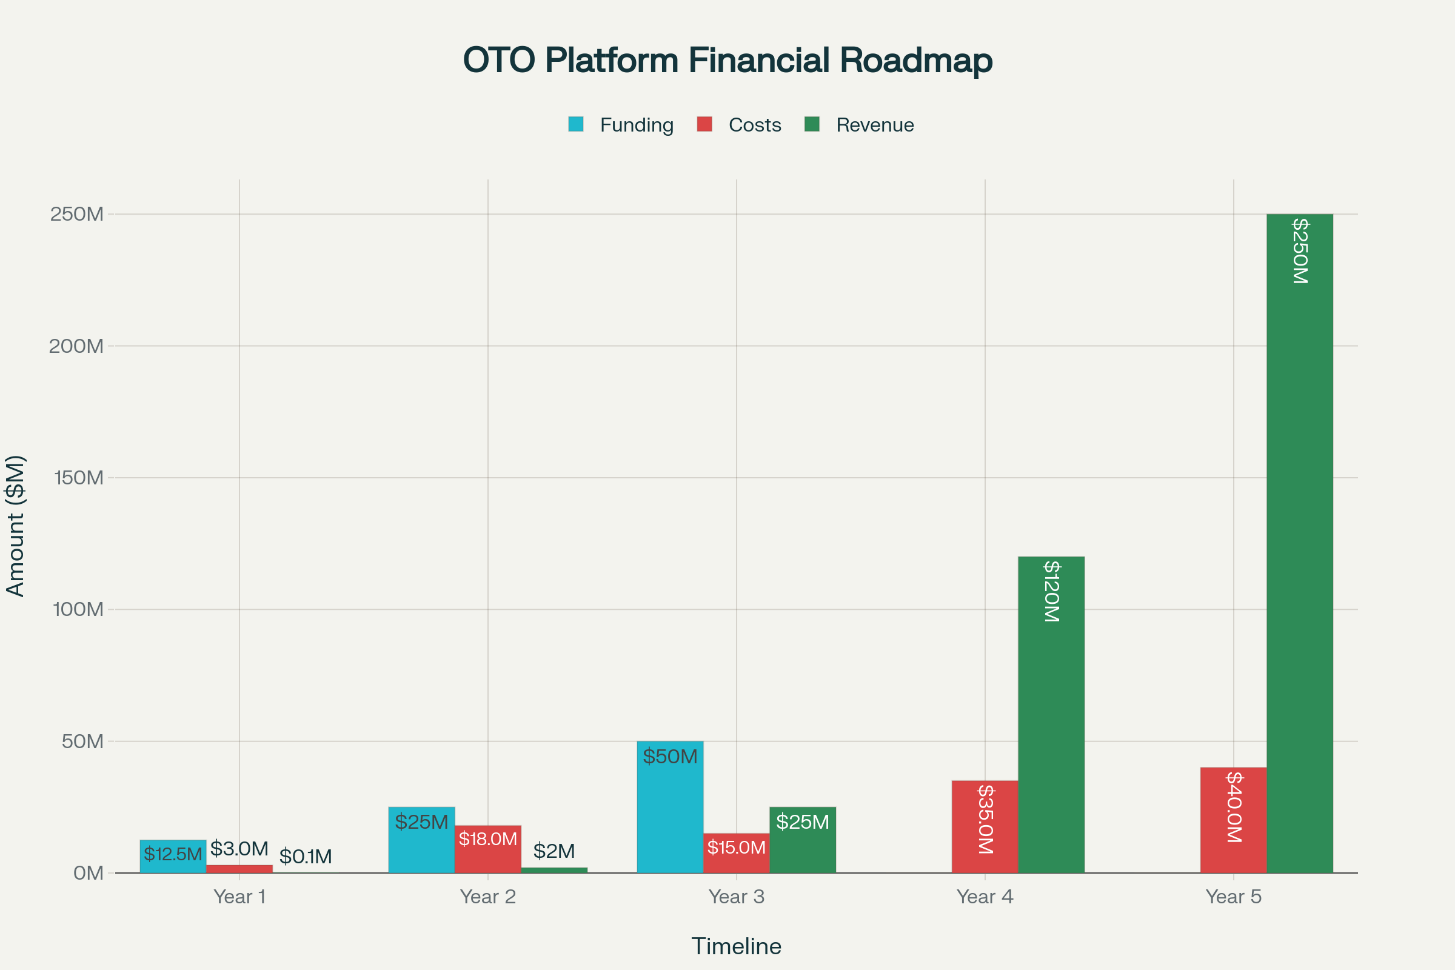 OTO Platform Financial Roadmap
Funding Costs Revenue
250M
200M
150M
100M
50M
0M
Amount ($M)
$12.5M $3.0M $0.1M
$25M $18.0M $2M
$50M $15.0M $25M
$35.0M $120M
$40.0M $250M
Year 1 Year 2 Year 3 Year 4 Year 5
Timeline